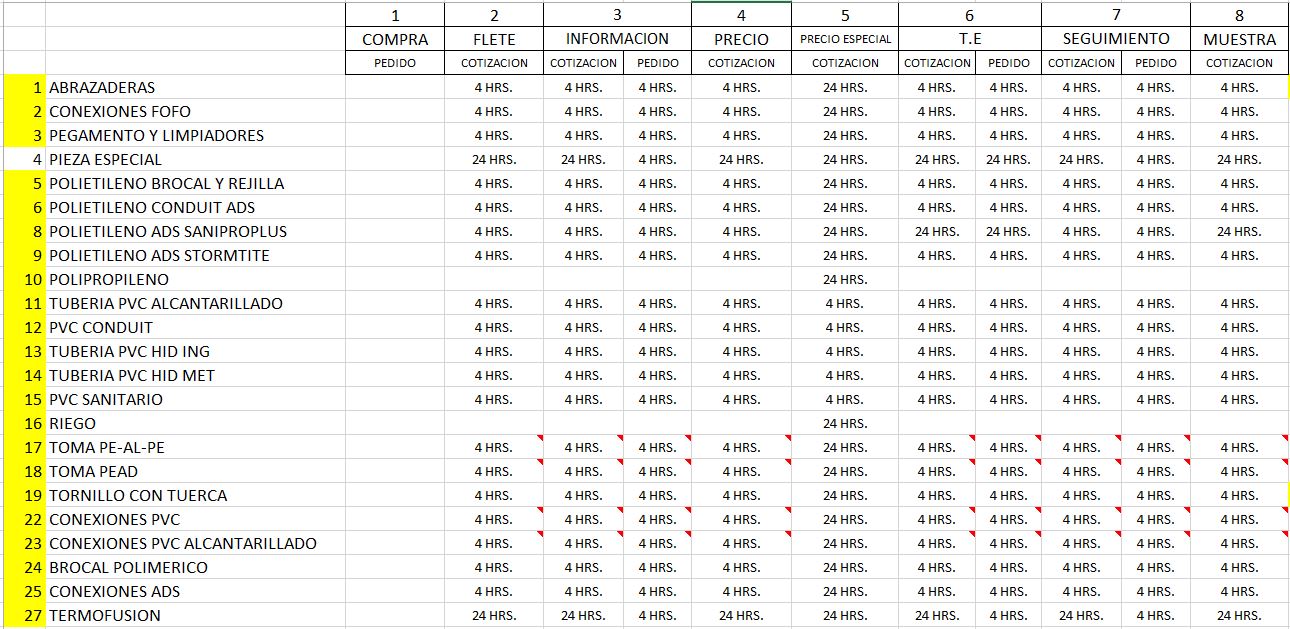 1 2 3 4 5 6 7 8
COMPRA FLETE INFORMACION PRECIO PRECIO ESPECIAL T.E SEGUIMIENTO MUESTRA
PEDIDO COTIZACION COTIZACION PEDIDO COTIZACION COTIZACION COTIZACION PEDIDO COTIZACION PEDIDO COTIZACION
1 ABRAZADERAS 4 HRS. 4 HRS. 4 HRS. 4 HRS. 24 HRS. 4 HRS. 4 HRS. 4 HRS. 4 HRS. 4 HRS.
2 CONEXIONES FOFO 4 HRS. 4 HRS. 4 HRS. 4 HRS. 24 HRS. 4 HRS. 4 HRS. 4 HRS. 4 HRS. 4 HRS.
3 PEGAMENTO Y LIMPIADORES 4 HRS. 4 HRS. 4 HRS. 4 HRS. 24 HRS. 4 HRS. 4 HRS. 4 HRS. 4 HRS. 4 HRS.
4 PIEZA ESPECIAL 24 HRS. 24 HRS. 4 HRS. 24 HRS. 24 HRS. 24 HRS. 24 HRS. 24 HRS. 4 HRS. 24 HRS.
5 POLIETILENO BROCAL Y REJILLA 4 HRS. 4 HRS. 4 HRS. 4 HRS. 24 HRS. 4 HRS. 4 HRS. 4 HRS. 4 HRS. 4 HRS.
6 POLIETILENO CONDUIT ADS 4 HRS. 4 HRS. 4 HRS. 4 HRS. 24 HRS. 4 HRS. 4 HRS. 4 HRS. 4 HRS. 4 HRS.
8 POLIETILENO ADS SANIPROPLUS 4 HRS. 4 HRS. 4 HRS. 4 HRS. 24 HRS. 24 HRS. 24 HRS. 4 HRS. 4 HRS. 24 HRS.
9 POLIETILENO ADS STORMTITE 4 HRS. 4 HRS. 4 HRS. 4 HRS. 24 HRS. 4 HRS. 4 HRS. 4 HRS. 4 HRS. 4 HRS.
10 POLIPROPILENO 24 HRS.
11 TUBERIA PVC ALCANTARILLADO 4 HRS. 4 HRS. 4 HRS. 4 HRS. 4 HRS. 4 HRS. 4 HRS. 4 HRS. 4 HRS. 4 HRS.
12 PVC CONDUIT 4 HRS. 4 HRS. 4 HRS. 4 HRS. 4 HRS. 4 HRS. 4 HRS. 4 HRS. 4 HRS. 4 HRS.
13 TUBERIA PVC HID ING 4 HRS. 4 HRS. 4 HRS. 4 HRS. 4 HRS. 4 HRS. 4 HRS. 4 HRS. 4 HRS. 4 HRS.
14 TUBERIA PVC HID MET 4 HRS. 4 HRS. 4 HRS. 4 HRS. 4 HRS. 4 HRS. 4 HRS. 4 HRS. 4 HRS. 4 HRS.
15 PVC SANITARIO 4 HRS. 4 HRS. 4 HRS. 4 HRS. 4 HRS. 4 HRS. 4 HRS. 4 HRS. 4 HRS. 4 HRS.
16 RIEGO 24 HRS.
17 TOMA PE-AL-PE 4 HRS. 4 HRS. 4 HRS. 4 HRS. 24 HRS. 4 HRS. 4 HRS. 4 HRS. 4 HRS. 4 HRS.
18 TOMA PEAD 4 HRS. 4 HRS. 4 HRS. 4 HRS. 24 HRS. 4 HRS. 4 HRS. 4 HRS. 4 HRS. 4 HRS.
19 TORNILLO CON TUERCA 4 HRS. 4 HRS. 4 HRS. 4 HRS. 24 HRS. 4 HRS. 4 HRS. 4 HRS. 4 HRS. 4 HRS.
22 CONEXIONES PVC 4 HRS. 4 HRS. 4 HRS. 4 HRS. 24 HRS. 4 HRS. 4 HRS. 4 HRS. 4 HRS. 4 HRS.
23 CONEXIONES PVC ALCANTARILLADO 4 HRS. 4 HRS. 4 HRS. 4 HRS. 24 HRS. 4 HRS. 4 HRS. 4 HRS. 4 HRS. 4 HRS.
24 BROCAL POLIMERICO 4 HRS. 4 HRS. 4 HRS. 4 HRS. 24 HRS. 4 HRS. 4 HRS. 4 HRS. 4 HRS. 4 HRS.
25 CONEXIONES ADS 4 HRS. 4 HRS. 4 HRS. 4 HRS. 24 HRS. 4 HRS. 4 HRS. 4 HRS. 4 HRS. 4 HRS.
27 TERMOFUSION 24 HRS. 24 HRS. 4 HRS. 24 HRS. 24 HRS. 24 HRS. 4 HRS. 24 HRS. 4 HRS. 24 HRS.